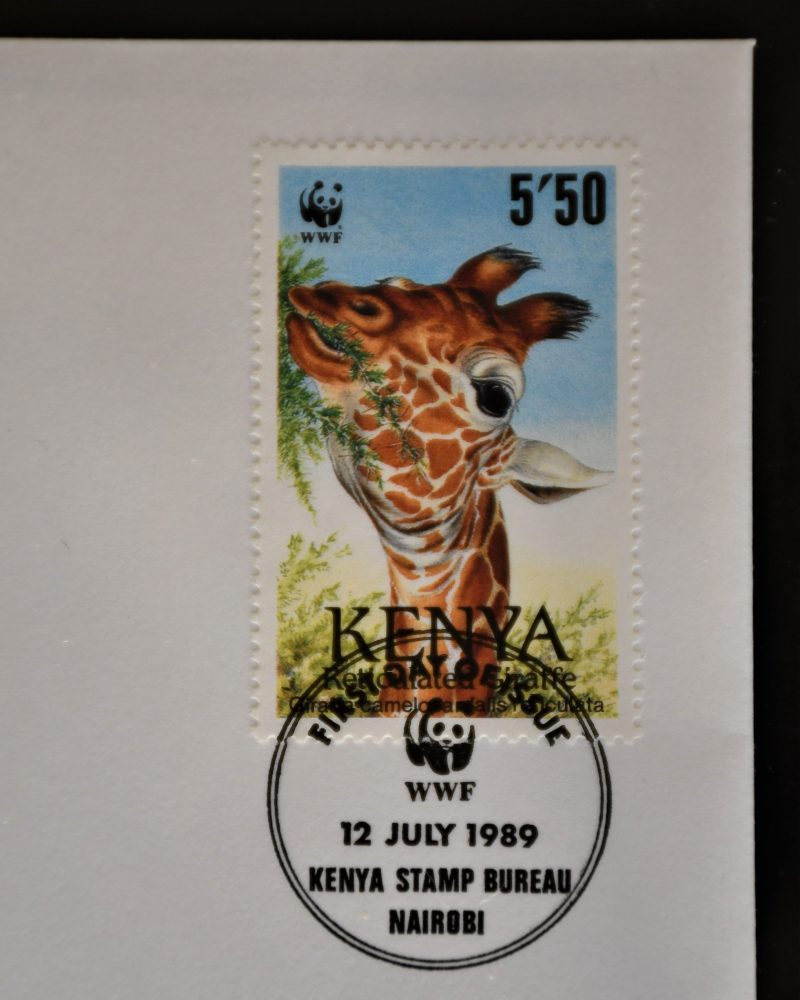 5'50
WWF
KENYA
Reticulated Giraffe
Giraffa camelopardalis reticulata
FIRST DAY OF ISSUE
WWF
12 JULY 1989
KENYA STAMP BUREAU
NAIROBI